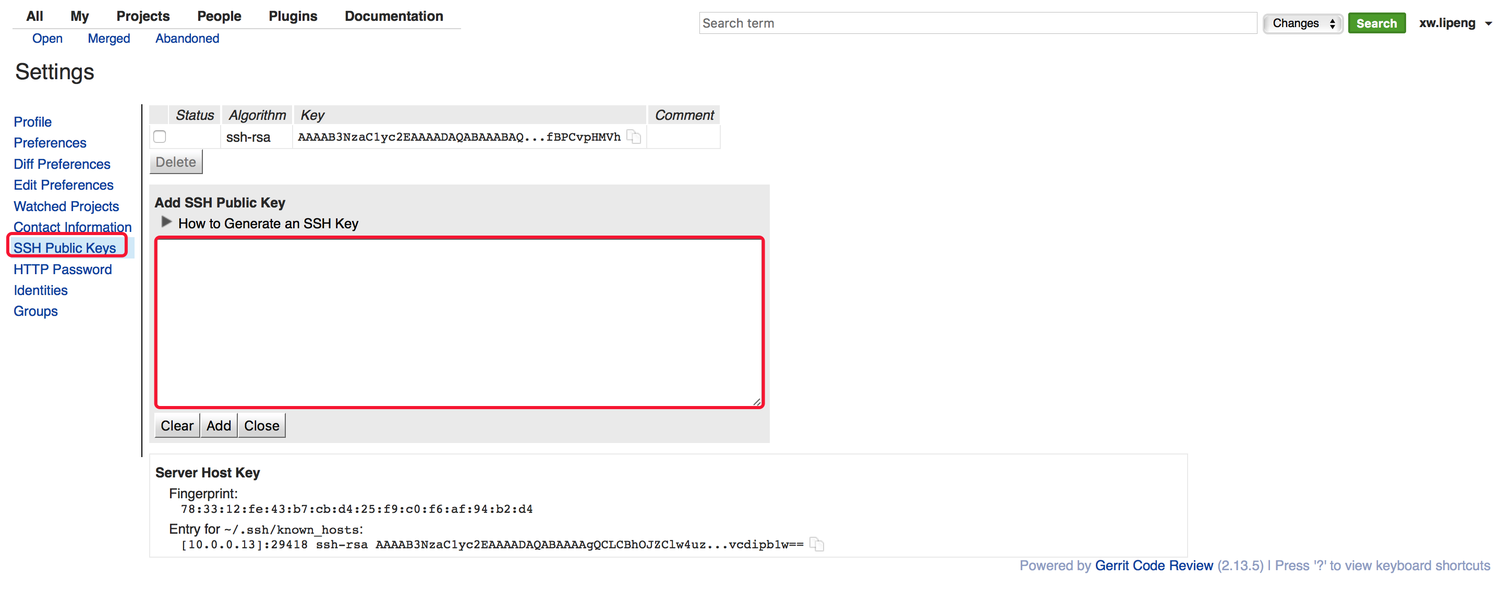 All My Projects People Plugins Documentation
Search term Changes Search xw.lipeng
Open Merged Abandoned
Settings
Profile
Preferences
Diff Preferences
Edit Preferences
Watched Projects
Contact Information
SSH Public Keys
HTTP Password
Identities
Groups
Status Algorithm Key Comment
ssh-rsa AAAAB3NzaC1yc2EAAAADAQABAAABAQ...fBPCvpHMVh
Delete
Add SSH Public Key
How to Generate an SSH Key
Clear Add Close
Server Host Key
Fingerprint:
78:33:12:fe:43:b7:cb:d4:25:f9:c0:f6:af:94:b2:d4
Entry for ~/.ssh/known_hosts:
[10.0.0.13]:29418 ssh-rsa AAAAB3NzaC1yc2EAAAADAQABAAAAgQCLCBhOJZClw4uz...vcdipb1w==
Powered by Gerrit Code Review (2.13.5) | Press '?' to view keyboard shortcuts